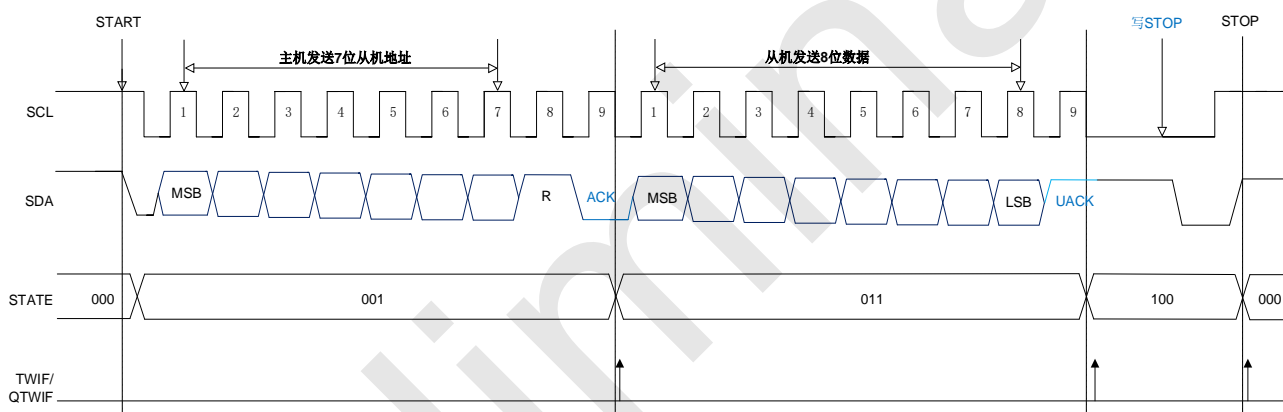 START
写STOP
STOP
主机发送7位从机地址
从机发送8位数据
SCL
1 2 3 4 5 6 7 8 9 1 2 3 4 5 6 7 8 9
SDA
MSB R ACK MSB LSB UACK
STATE
000 001 011 100 000
TWIF/
QTWIF